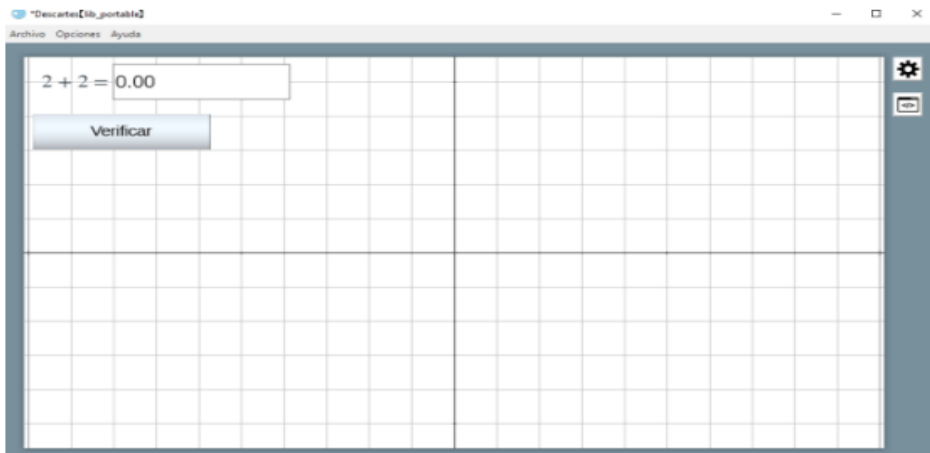 *Descartes[lib_portable]
Archivo Opciones Ayuda
2 + 2 = 0.00
Verificar